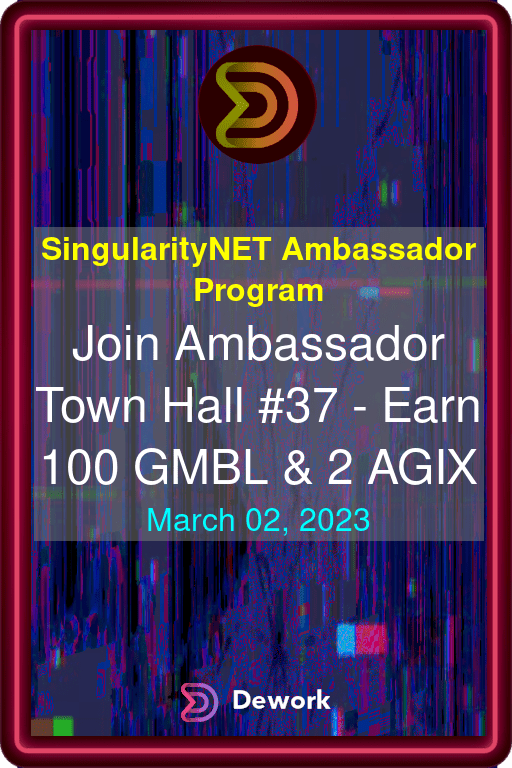 SingularityNET Ambassador
Program
Join Ambassador
Town Hall #37 - Earn
100 GMBL & 2 AGIX
March 02, 2023
Dework